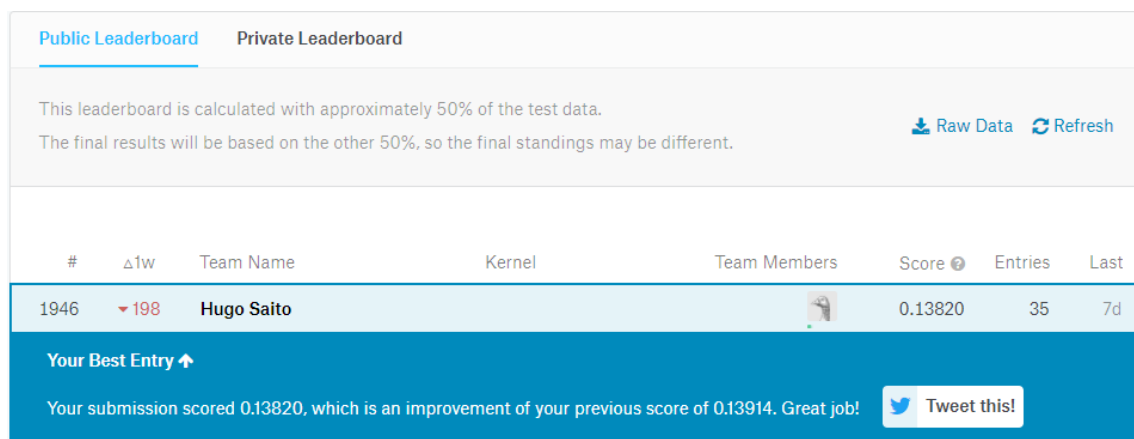 Public Leaderboard Private Leaderboard
This leaderboard is calculated with approximately 50% of the test data.
The final results will be based on the other 50%, so the final standings may be different.
Raw Data Refresh
# △1w Team Name Kernel Team Members Score Entries Last
1946 198 Hugo Saito 0.13820 35 7d
Your Best Entry
Your submission scored 0.13820, which is an improvement of your previous score of 0.13914. Great job!
Tweet this!